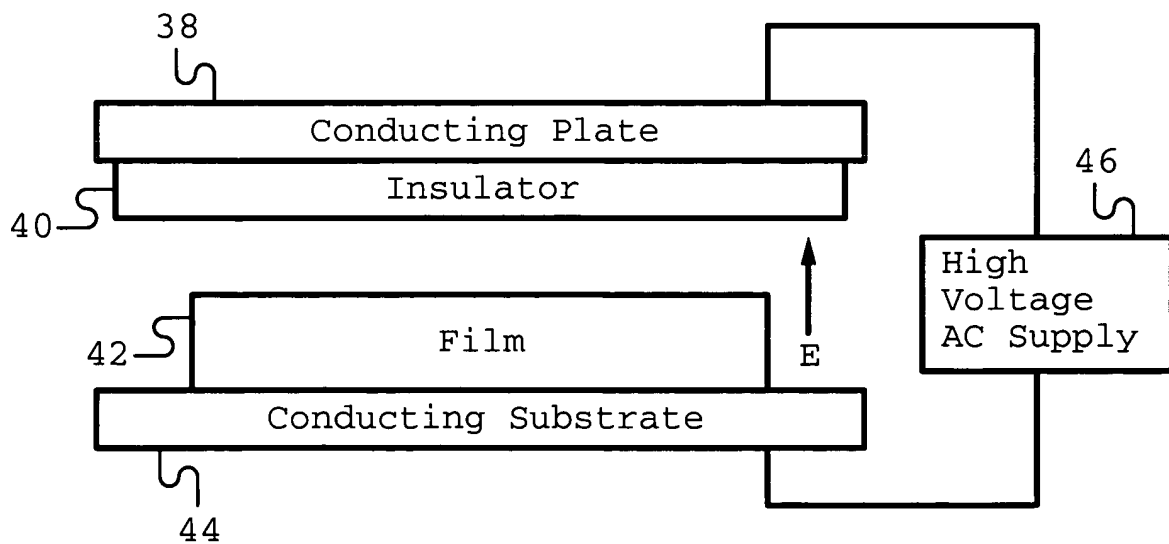 38
Conducting Plate
Insulator
46
40
High
Voltage
AC Supply
Film
42
E
Conducting Substrate
44